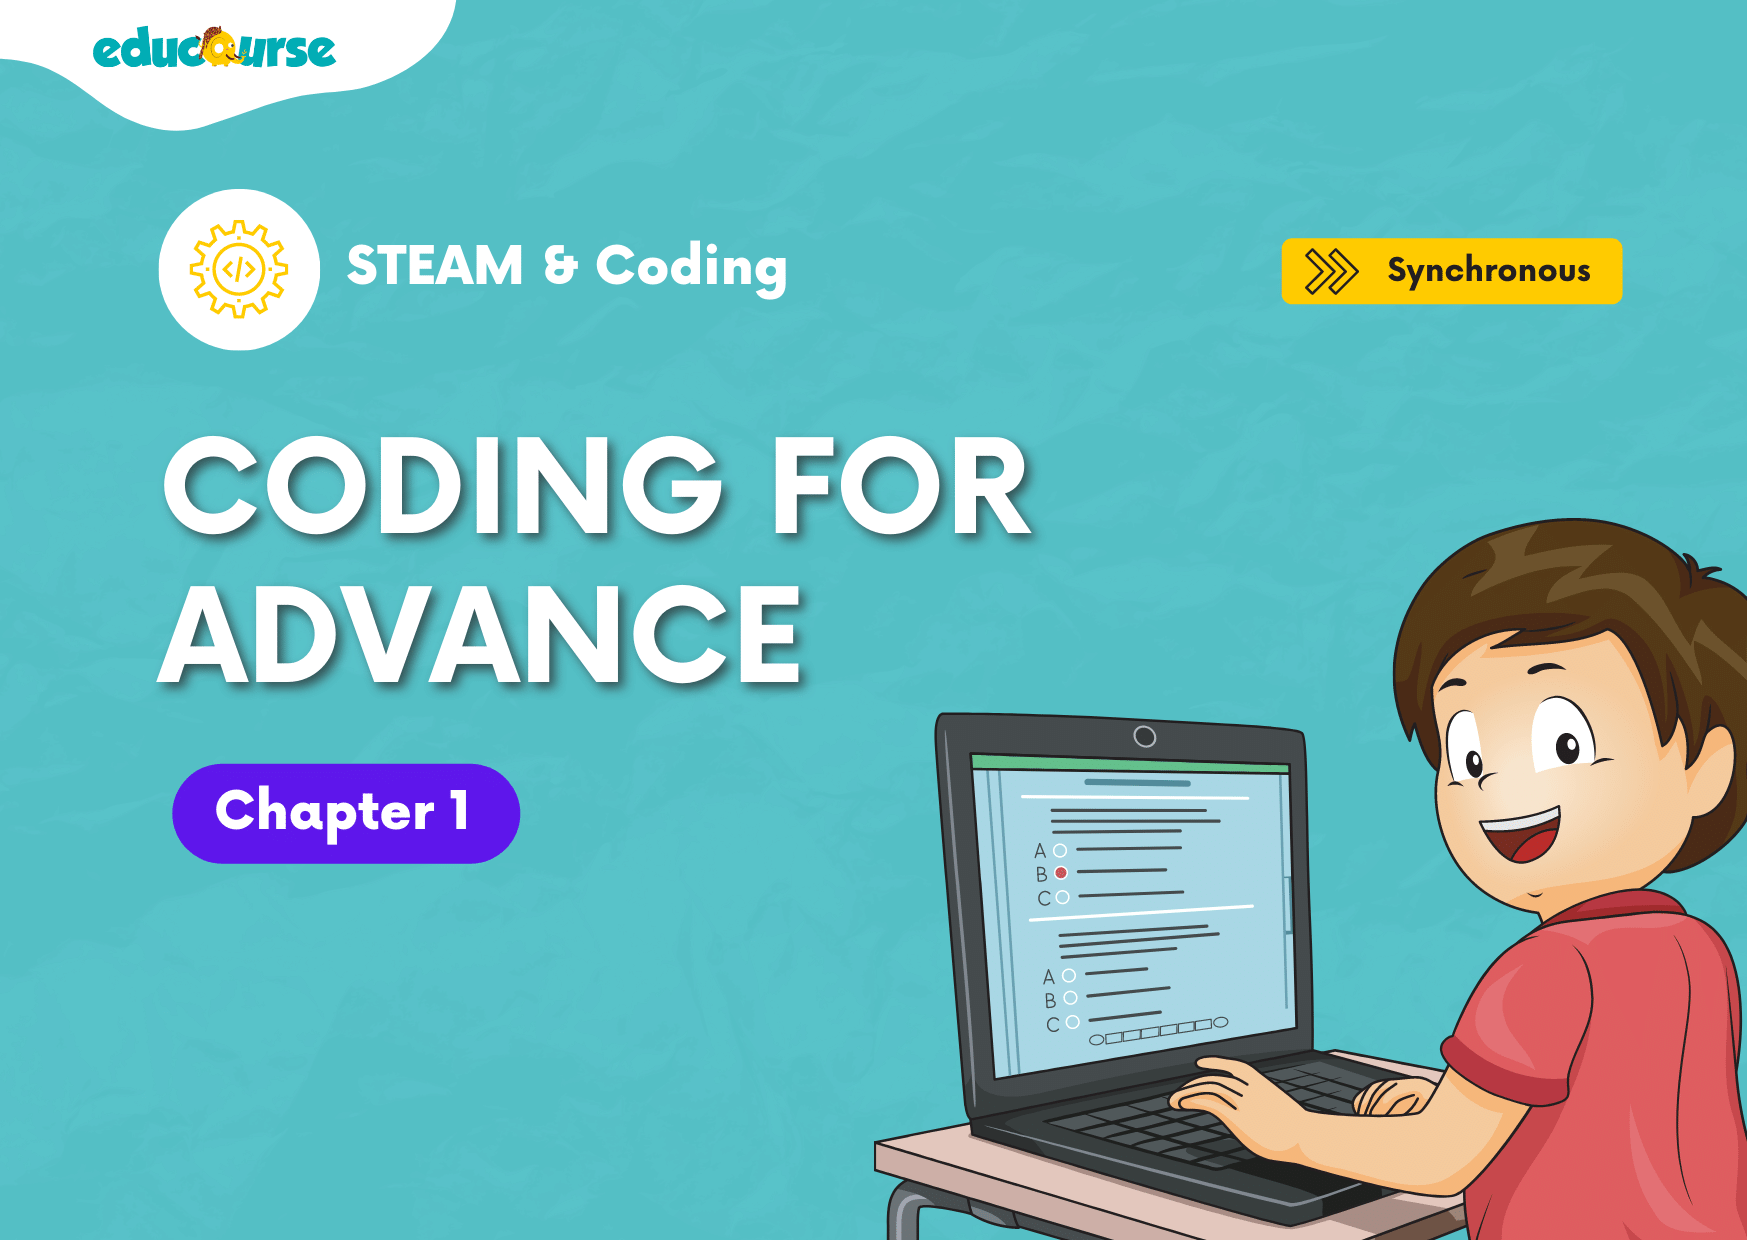 educourse
STEAM & Coding
Synchronous
CODING FOR
ADVANCE
Chapter 1
A
B
C
A
B
C